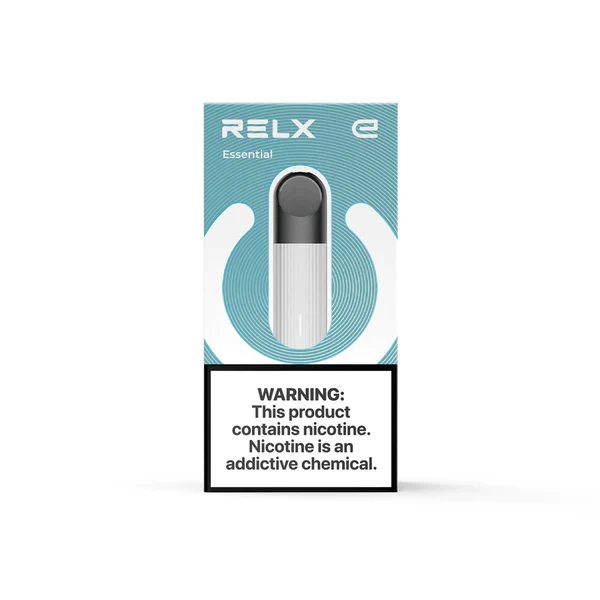 RELX
Essential
WARNING:
This product
contains nicotine.
Nicotine is an
addictive chemical.